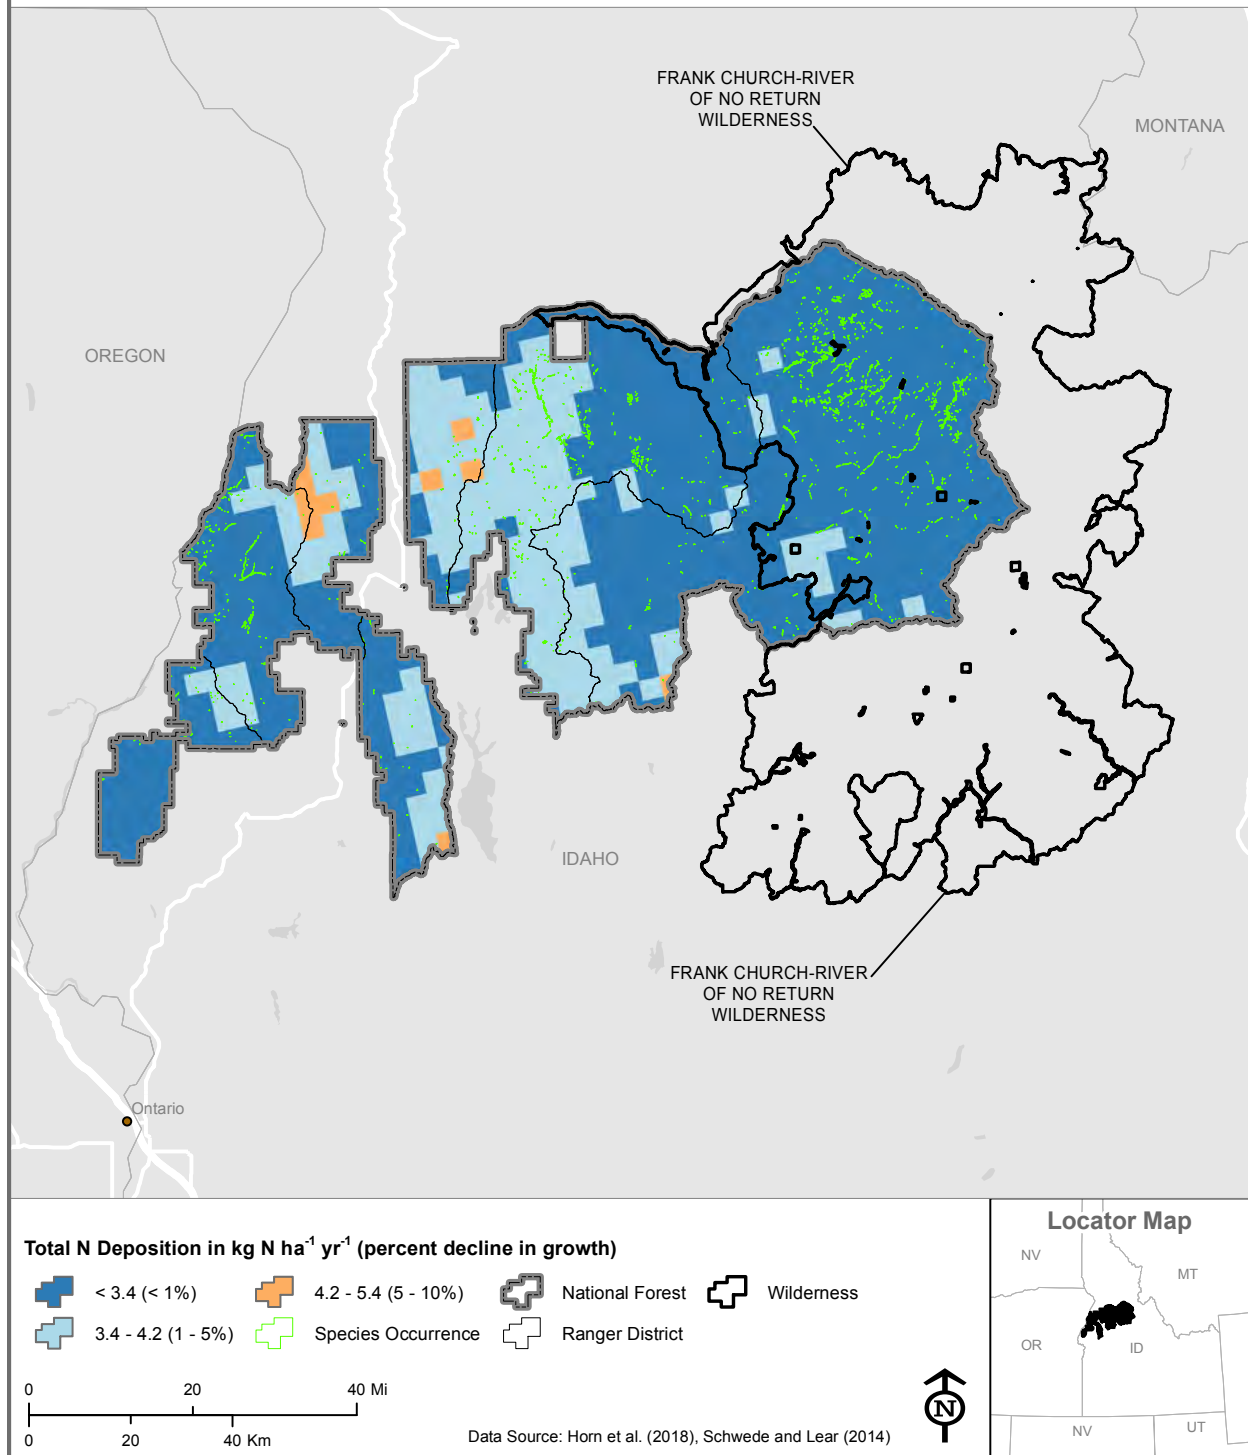 FRANK CHURCH-RIVER
OF NO RETURN
WILDERNESS
MONTANA
OREGON
IDAHO
FRANK CHURCH-RIVER
OF NO RETURN
WILDERNESS
Ontario
Total N Deposition in kg N ha⁻¹ yr⁻¹ (percent decline in growth)
< 3.4 (< 1%)
4.2 - 5.4 (5 - 10%)
National Forest
Wilderness
3.4 - 4.2 (1 - 5%)
Species Occurrence
Ranger District
0 20 40 Mi
0 20 40 Km
N
Data Source: Horn et al. (2018), Schwede and Lear (2014)
Locator Map
NV
MT
OR
ID
NV
UT